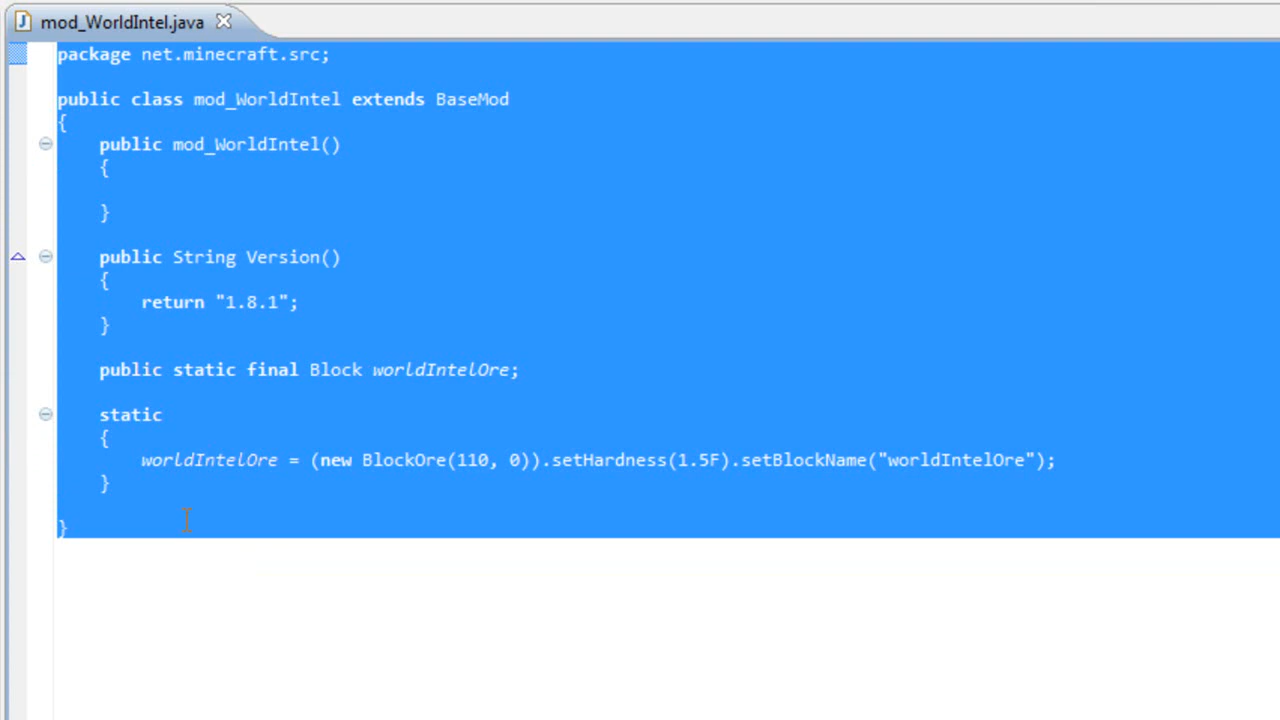 mod_WorldIntel.java
package net.minecraft.src;
public class mod_WorldIntel extends BaseMod
{
    public mod_WorldIntel()
    {
    }
    public String Version()
    {
        return "1.8.1";
    }
    public static final Block worldIntelOre;
    static
    {
        worldIntelOre = (new BlockOre(110, 0)).setHardness(1.5F).setBlockName("worldIntelOre");
    }
}